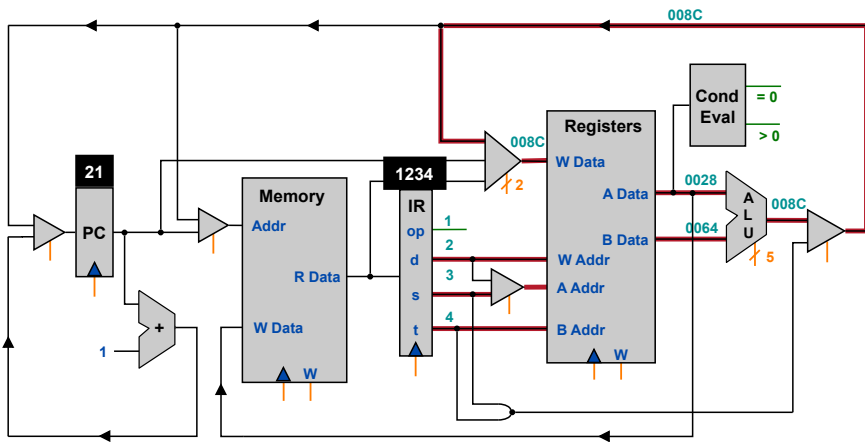 008C
Cond
Eval
= 0
> 0
Registers
W Data
A Data
B Data
W Addr
A Addr
B Addr
W
008C
2
21
PC
1234
IR
op
d
s
t
1
2
3
4
Memory
Addr
R Data
W Data
W
0028
0064
A
L
U
008C
5
+
1